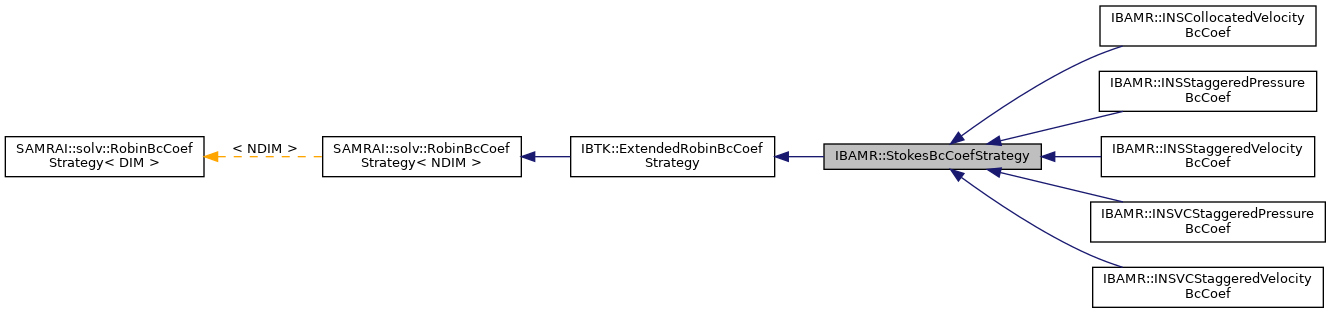 IBAMR::INSCollocatedVelocity
BcCoef
IBAMR::INSStaggeredPressure
BcCoef
SAMRAI::solv::RobinBcCoef
Strategy< DIM >
< NDIM >
SAMRAI::solv::RobinBcCoef
Strategy< NDIM >
IBTK::ExtendedRobinBcCoef
Strategy
IBAMR::StokesBcCoefStrategy
IBAMR::INSStaggeredVelocity
BcCoef
IBAMR::INSVCStaggeredPressure
BcCoef
IBAMR::INSVCStaggeredVelocity
BcCoef